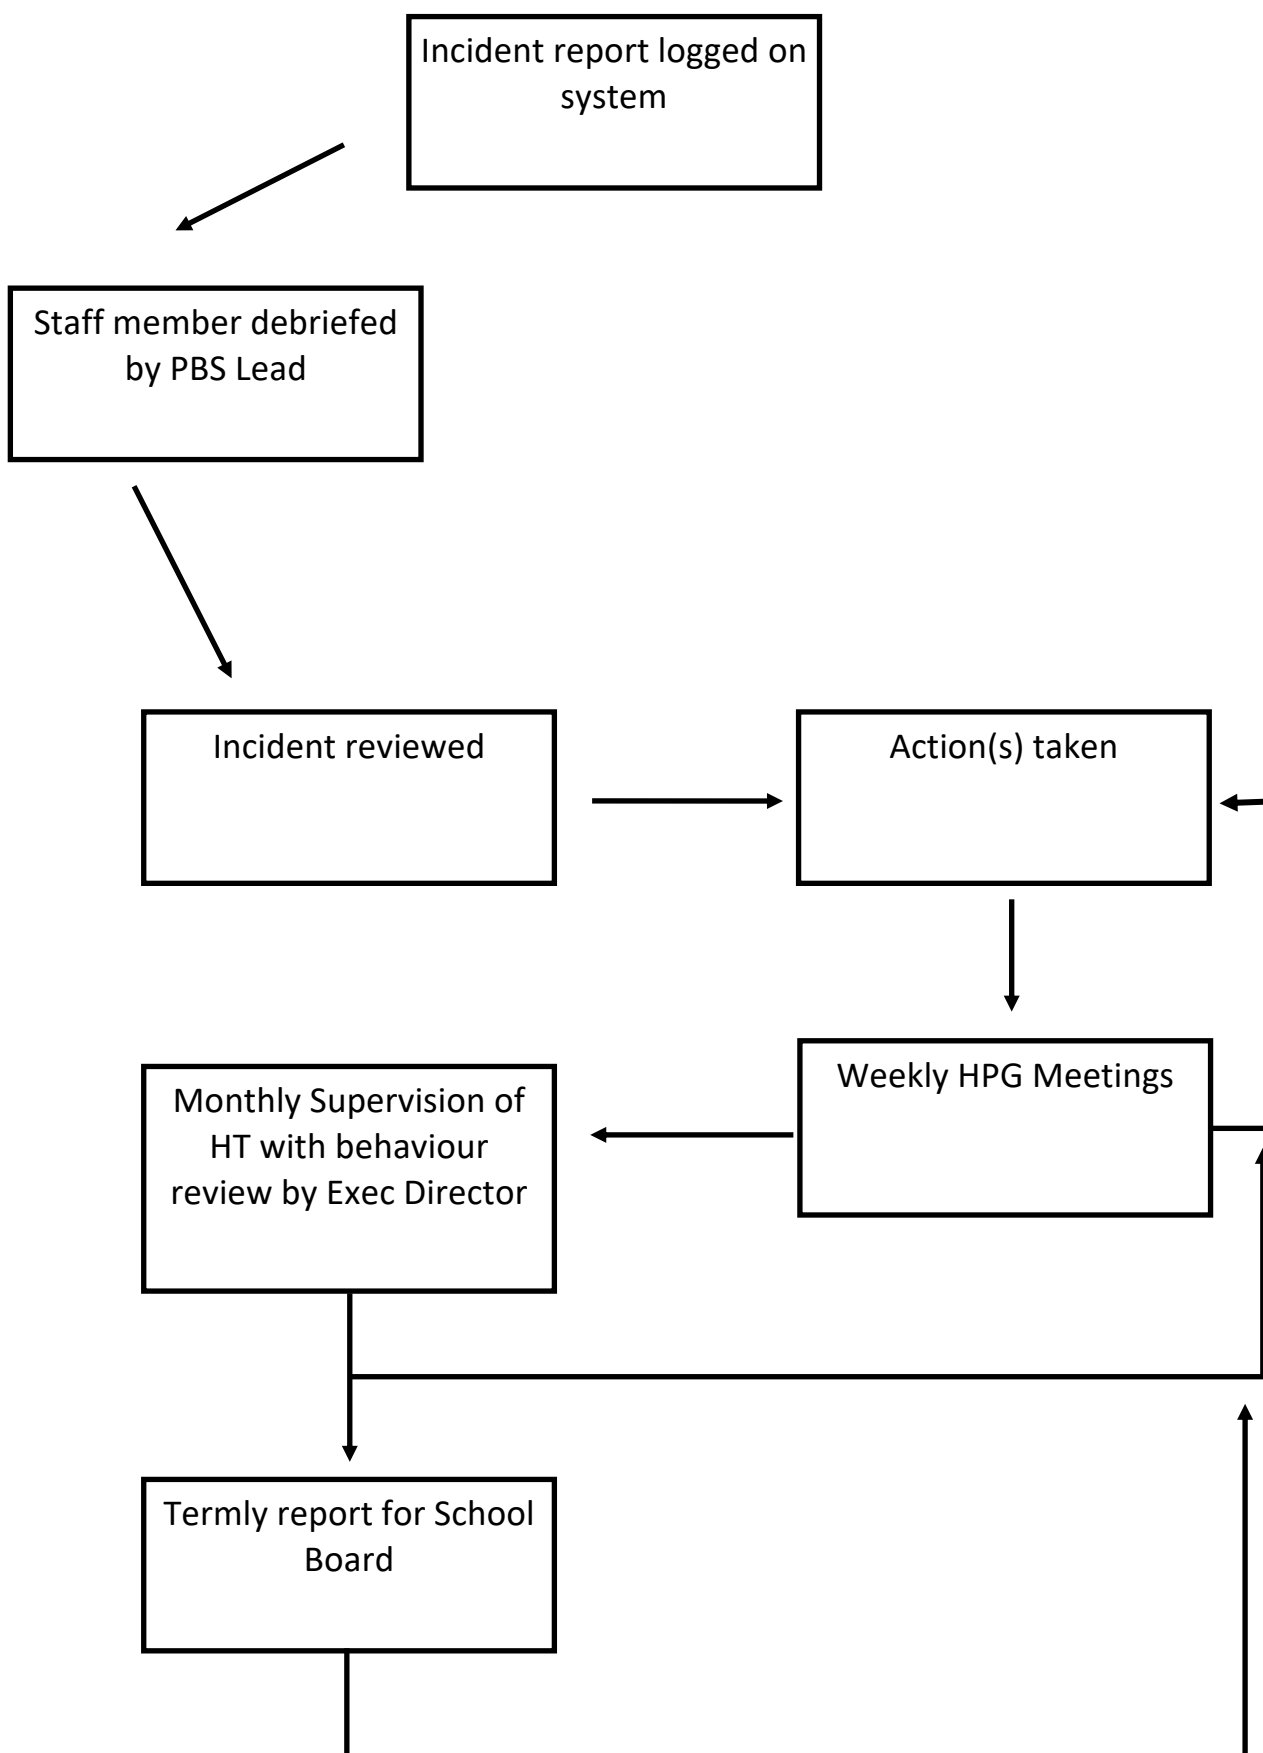 Incident report logged on
system
Staff member debriefed
by PBS Lead
Incident reviewed
Action(s) taken
Weekly HPG Meetings
Monthly Supervision of
HT with behaviour
review by Exec Director
Termly report for School
Board